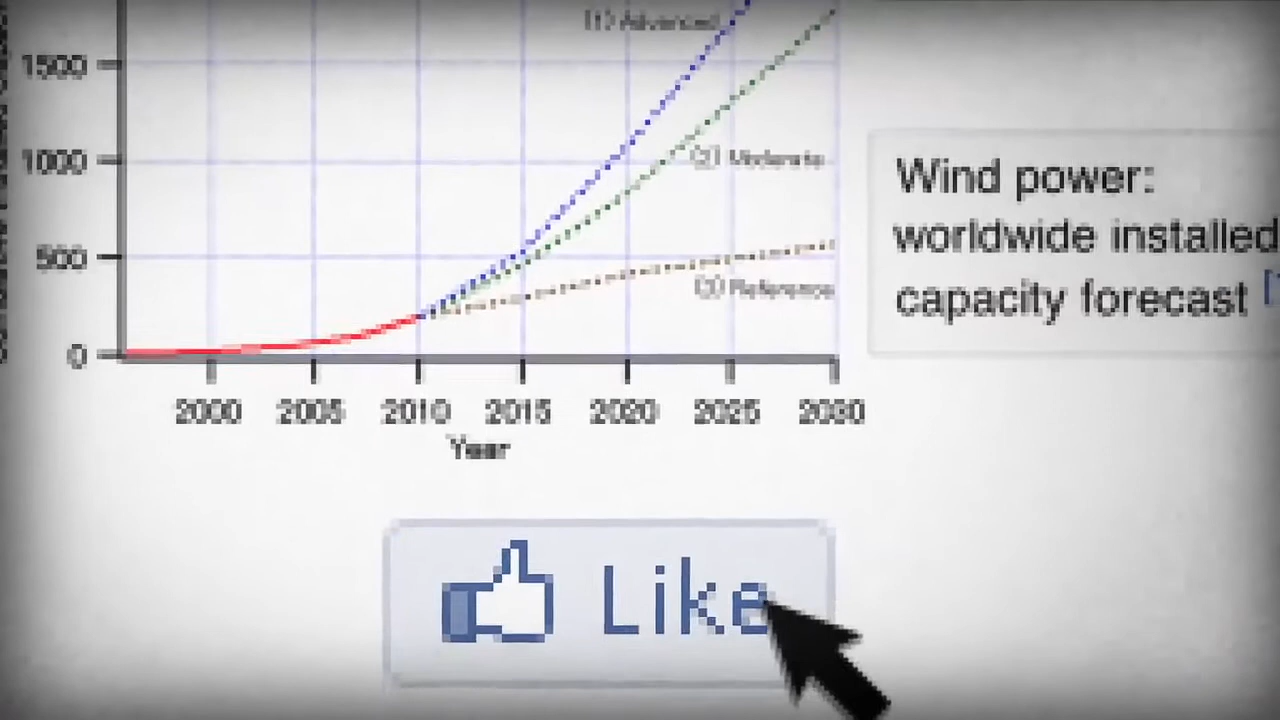 (1) Advanced
1500
1000
(2) Moderate
500
(3) Reference
0
2000 2005 2010 2015 2020 2025 2030
Year
Wind power:
worldwide installed
capacity forecast [
Like